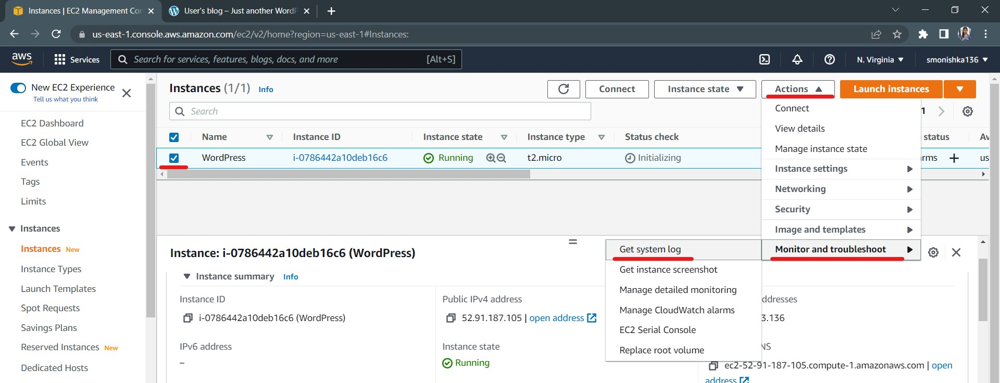 Instances | EC2 Management Con
User's blog – Just another WordP
us-east-1.console.aws.amazon.com/ec2/v2/home?region=us-east-1#Instances:
aws
Services
Search for services, features, blogs, docs, and more
[Alt+S]
N. Virginia
smonishka136
New EC2 Experience
Tell us what you think
EC2 Dashboard
EC2 Global View
Events
Tags
Limits
Instances
Instances New
Instance Types
Launch Templates
Spot Requests
Savings Plans
Reserved Instances New
Dedicated Hosts
Instances (1/1) Info
Connect
Instance state
Actions
Launch instances
Search
1
Name
Instance ID
Instance state
Instance type
Status check
status
Av
WordPress
i-0786442a10deb16c6
Running
t2.micro
Initializing
rms
us
Connect
View details
Manage instance state
Instance settings
Networking
Security
Image and templates
Monitor and troubleshoot
Get system log
Get instance screenshot
Manage detailed monitoring
Manage CloudWatch alarms
EC2 Serial Console
Replace root volume
Instance: i-0786442a10deb16c6 (WordPress)
Instance summary Info
Instance ID
i-0786442a10deb16c6 (WordPress)
Public IPv4 address
52.91.187.105 | open address
ddresses
3.136
IPv6 address
–
Instance state
Running
NS
ec2-52-91-187-105.compute-1.amazonaws.com | open
address